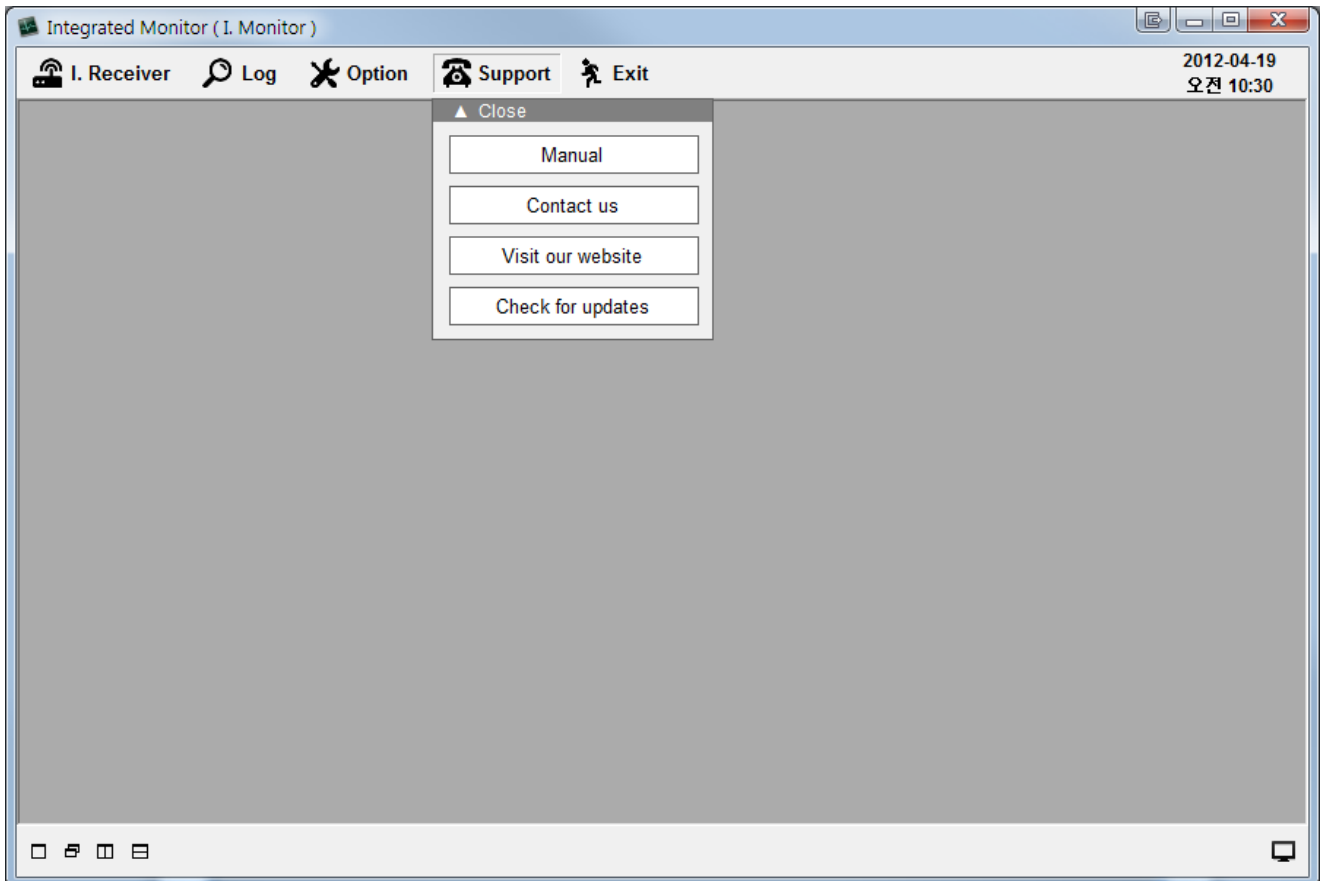 Integrated Monitor ( I. Monitor )
I. Receiver Log Option Support Exit
2012-04-19
오전 10:30
▲ Close
Manual
Contact us
Visit our website
Check for updates